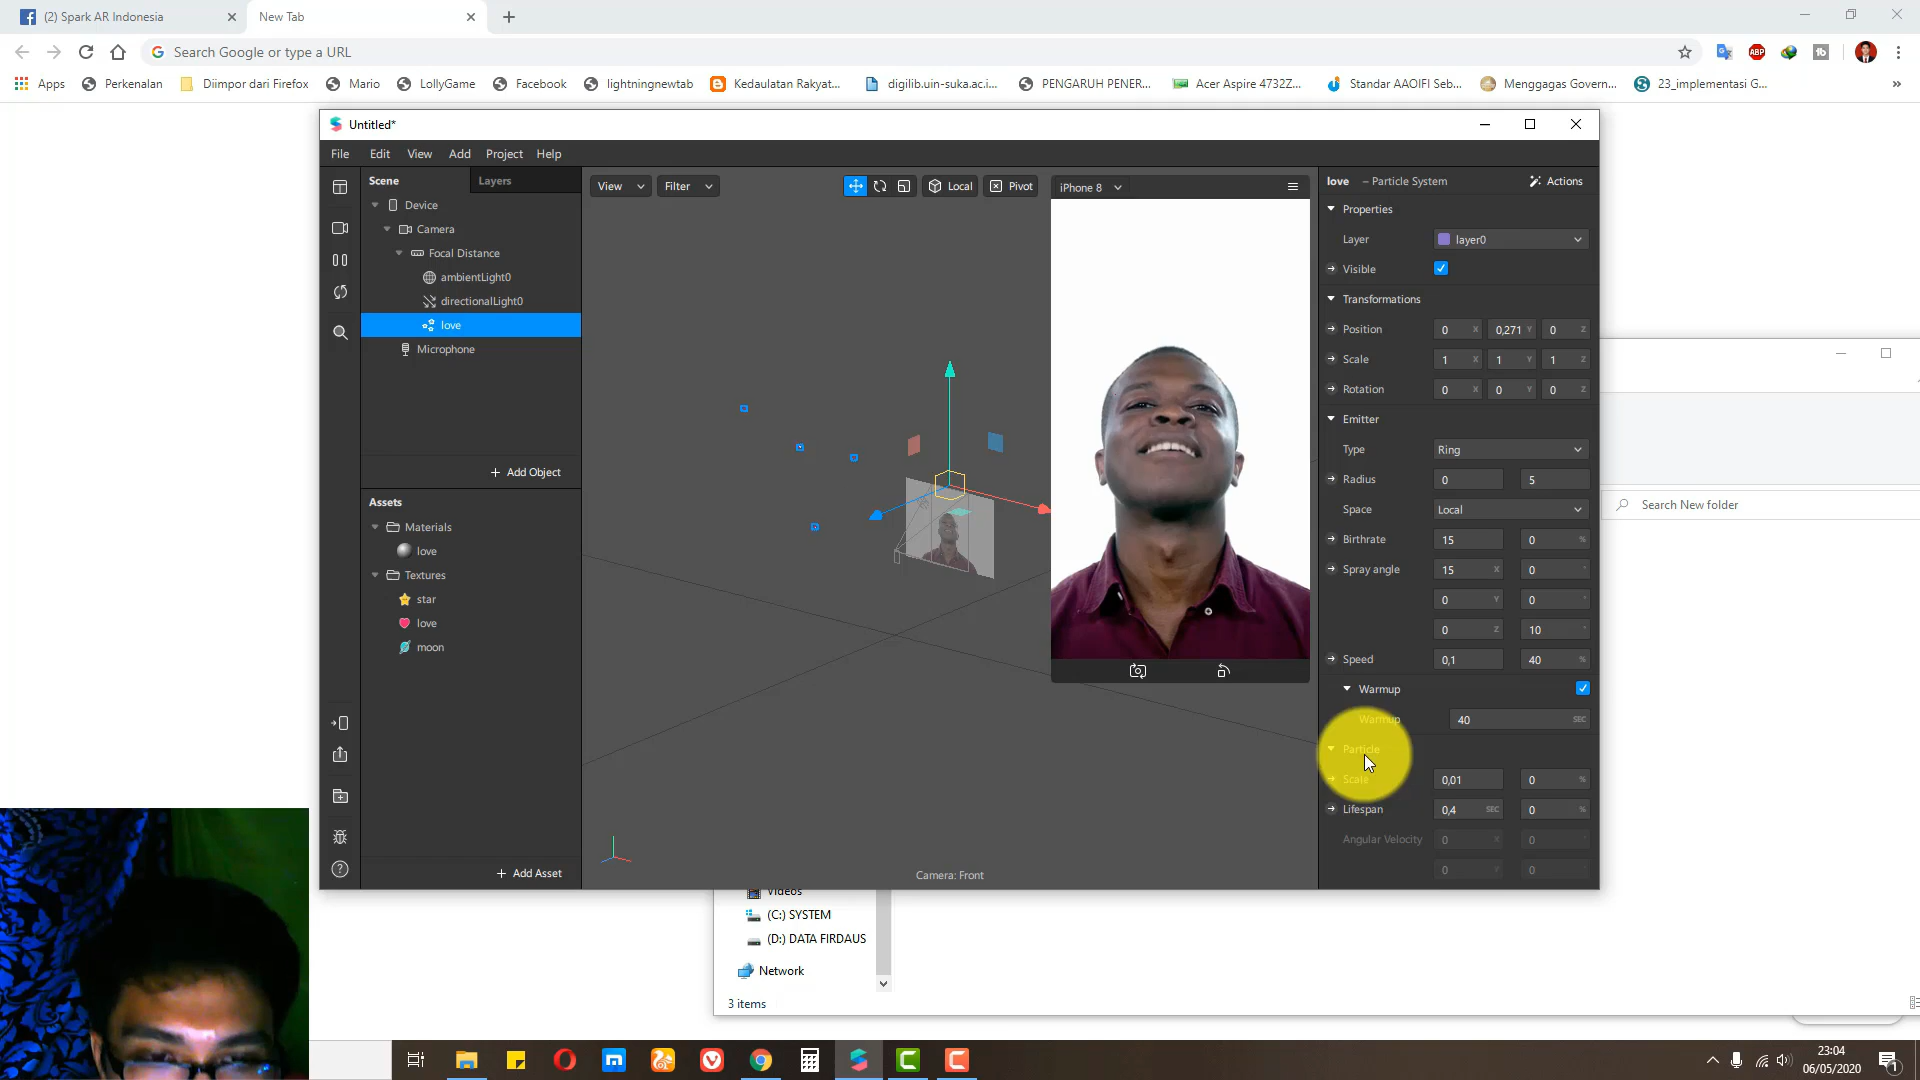 (2) Spark AR Indonesia
New Tab
Search Google or type a URL
Apps
Perkenalan
Diimpor dari Firefox
Mario
LollyGame
Facebook
lightningnewtab
Kedaulatan Rakyat...
digilib.uin-suka.ac.i...
PENGARUH PENER...
Acer Aspire 4732Z...
Standar AAOIFI Seb...
Menggagas Govern...
23_implementasi G...
Untitled*
File
Edit
View
Add
Project
Help
Scene
Layers
Device
Camera
Focal Distance
ambientLight0
directionalLight0
love
Microphone
+ Add Object
Assets
Materials
love
Textures
star
love
moon
+ Add Asset
View
Filter
Local
Pivot
iPhone 8
Camera: Front
love – Particle System
Actions
Properties
Layer layer0
Visible
Transformations
Position 0 X 0,271 Y 0 Z
Scale 1 X 1 Y 1 Z
Rotation 0 X 0 Y 0 Z
Emitter
Type Ring
Radius 0 5
Space Local
Birthrate 15 0 %
Spray angle 15 X 0 °
0 Y 0 °
0 Z 10 °
Speed 0,1 40 %
Warmup
Warmup 40 SEC
Particle
Scale 0,01 0 %
Lifespan 0,4 SEC 0 %
Angular Velocity 0 X 0 °
0 Y 0 °
Search New folder
Videos
(C:) SYSTEM
(D:) DATA FIRDAUS
Network
3 items
ABP
23:04
06/05/2020
1